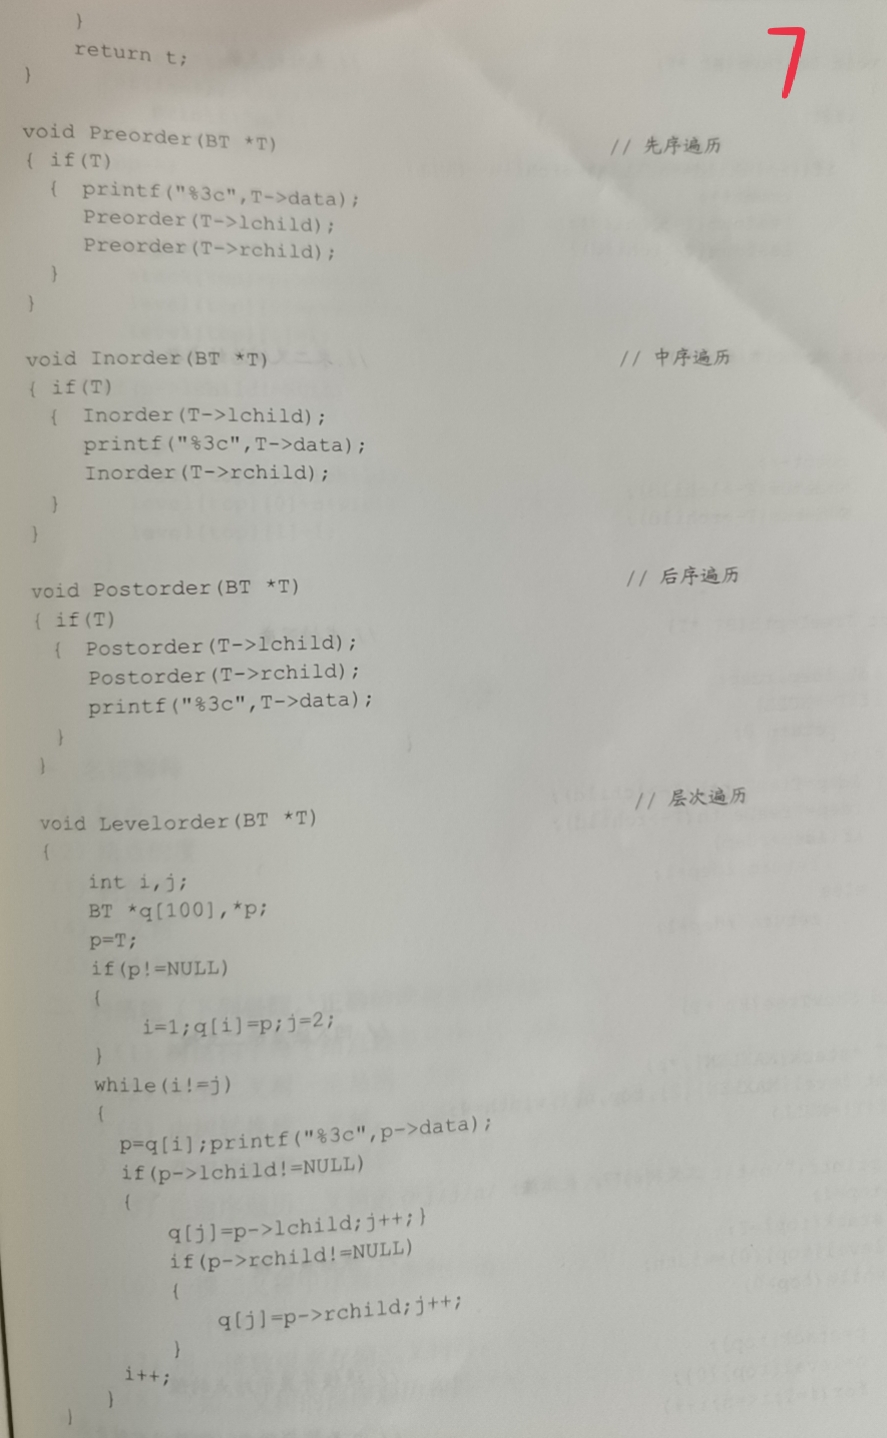 7
}
return t;
}
void Preorder(BT *T) // 先序遍历
{ if(T)
{ printf("%3c",T->data);
Preorder(T->lchild);
Preorder(T->rchild);
}
}
void Inorder(BT *T) // 中序遍历
{ if(T)
{ Inorder(T->lchild);
printf("%3c",T->data);
Inorder(T->rchild);
}
}
void Postorder(BT *T) // 后序遍历
{ if(T)
{ Postorder(T->lchild);
Postorder(T->rchild);
printf("%3c",T->data);
}
}
void Levelorder(BT *T) // 层次遍历
{
int i,j;
BT *q[100],*p;
p=T;
if(p!=NULL)
{
i=1;q[i]=p;j=2;
}
while(i!=j)
{
p=q[i];printf("%3c",p->data);
if(p->lchild!=NULL)
{
q[j]=p->lchild;j++;}
if(p->rchild!=NULL)
{
q[j]=p->rchild;j++;
}
i++;
}
}